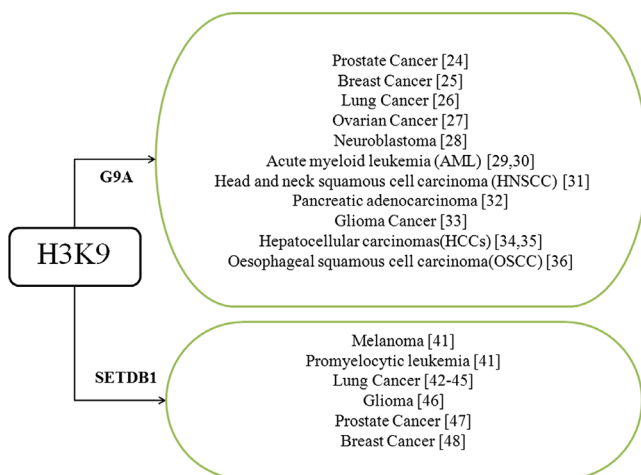 Prostate Cancer [24]
Breast Cancer [25]
Lung Cancer [26]
Ovarian Cancer [27]
Neuroblastoma [28]
Acute myeloid leukemia (AML) [29,30]
Head and neck squamous cell carcinoma (HNSCC) [31]
Pancreatic adenocarcinoma [32]
Glioma Cancer [33]
Hepatocellular carcinomas(HCCs) [34,35]
Oesophageal squamous cell carcinoma(OSCC) [36]
G9A
H3K9
SETDB1
Melanoma [41]
Promyelocytic leukemia [41]
Lung Cancer [42-45]
Glioma [46]
Prostate Cancer [47]
Breast Cancer [48]